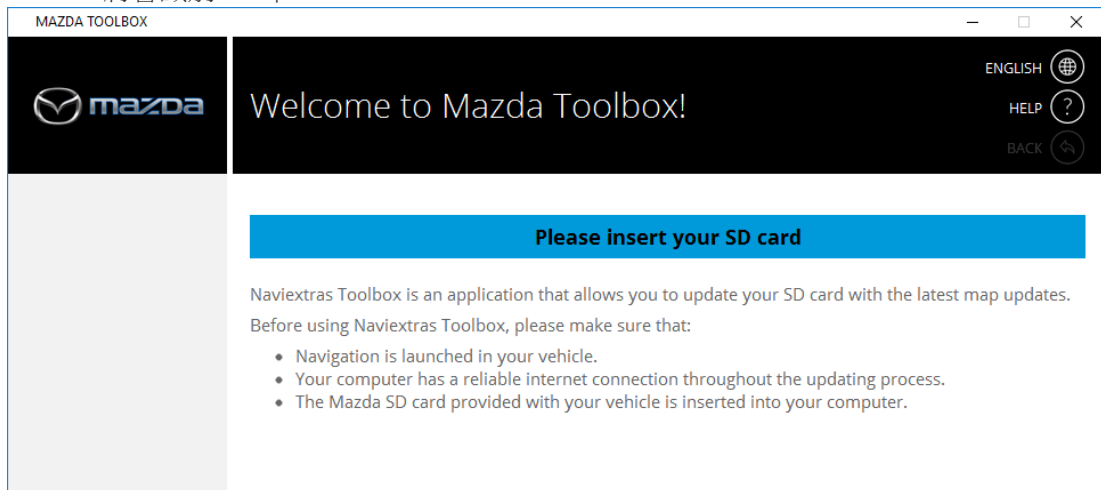 MAZDA TOOLBOX
ENGLISH
mazda
Welcome to Mazda Toolbox!
HELP
?
BACK
Please insert your SD card
Naviextras Toolbox is an application that allows you to update your SD card with the latest map updates.
Before using Naviextras Toolbox, please make sure that:
• Navigation is launched in your vehicle.
• Your computer has a reliable internet connection throughout the updating process.
• The Mazda SD card provided with your vehicle is inserted into your computer.